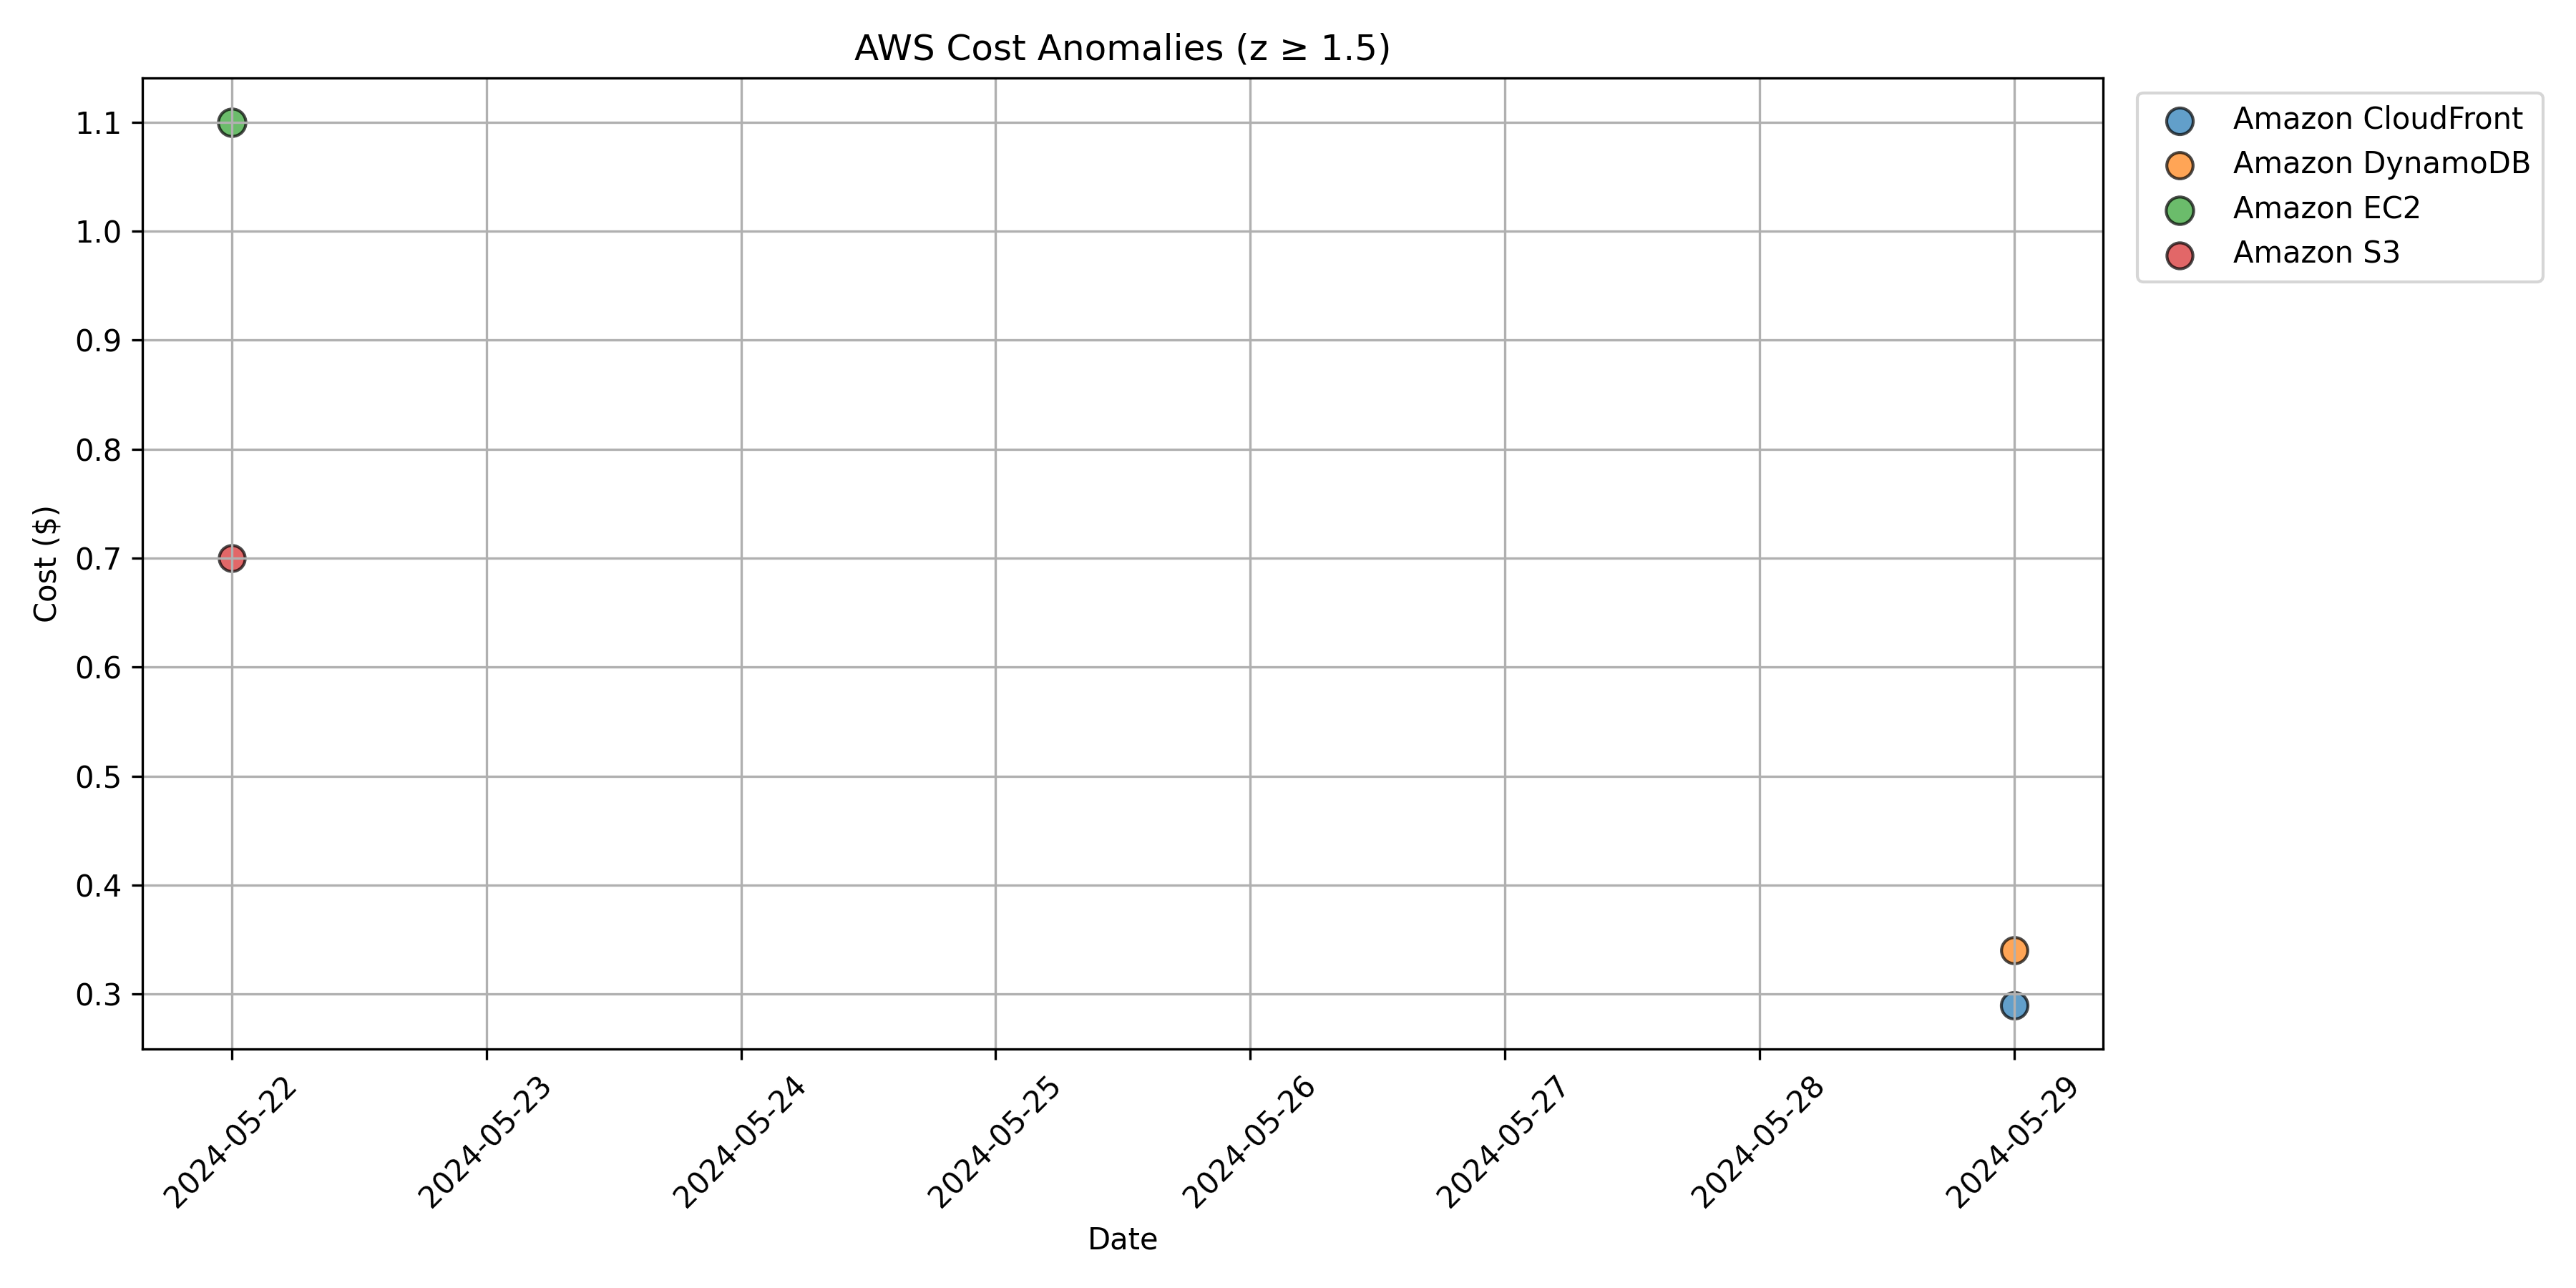 AWS Cost Anomalies (z ≥ 1.5)
Amazon CloudFront
Amazon DynamoDB
Amazon EC2
Amazon S3
Cost ($)
1.1
1.0
0.9
0.8
0.7
0.6
0.5
0.4
0.3
2024-05-22
2024-05-23
2024-05-24
2024-05-25
2024-05-26
2024-05-27
2024-05-28
2024-05-29
Date